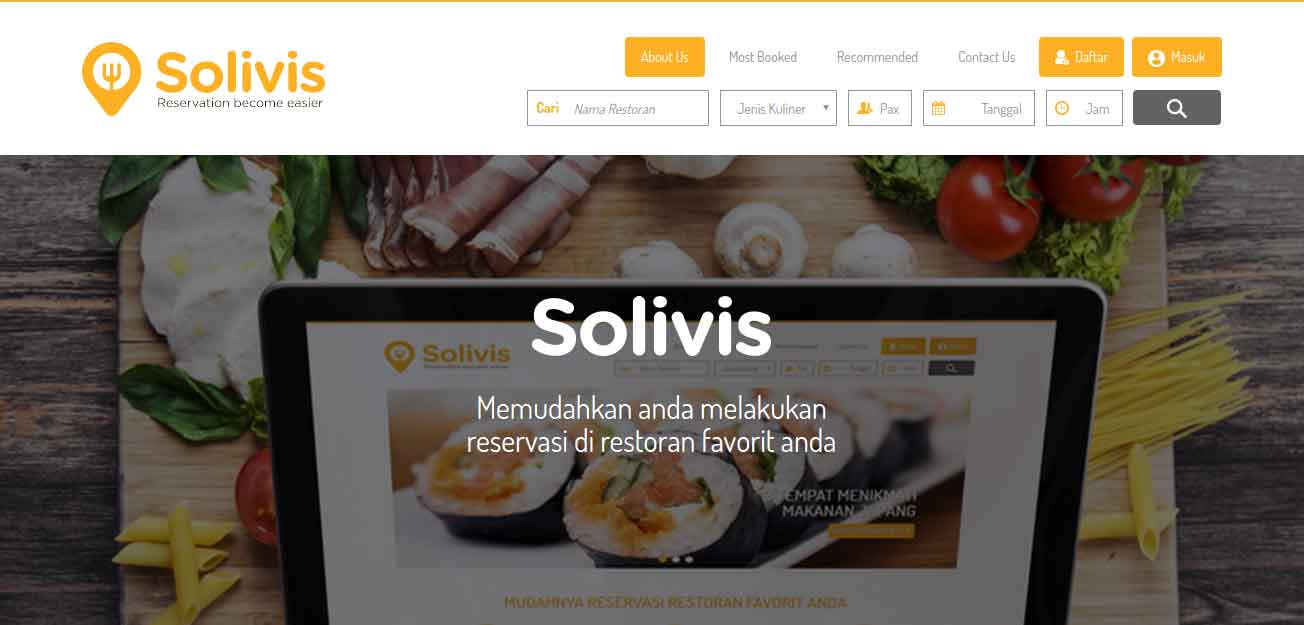 Solivis
Reservation become easier
About Us Most Booked Recommended Contact Us Daftar Masuk
Cari Nama Restoran Jenis Kuliner Pax Tanggal Jam
Solivis
Memudahkan anda melakukan
reservasi di restoran favorit anda
Solivis
TEMPAT MENIKMATI
MAKANAN JEPANG
MUDAHNYA RESERVASI RESTORAN FAVORIT ANDA